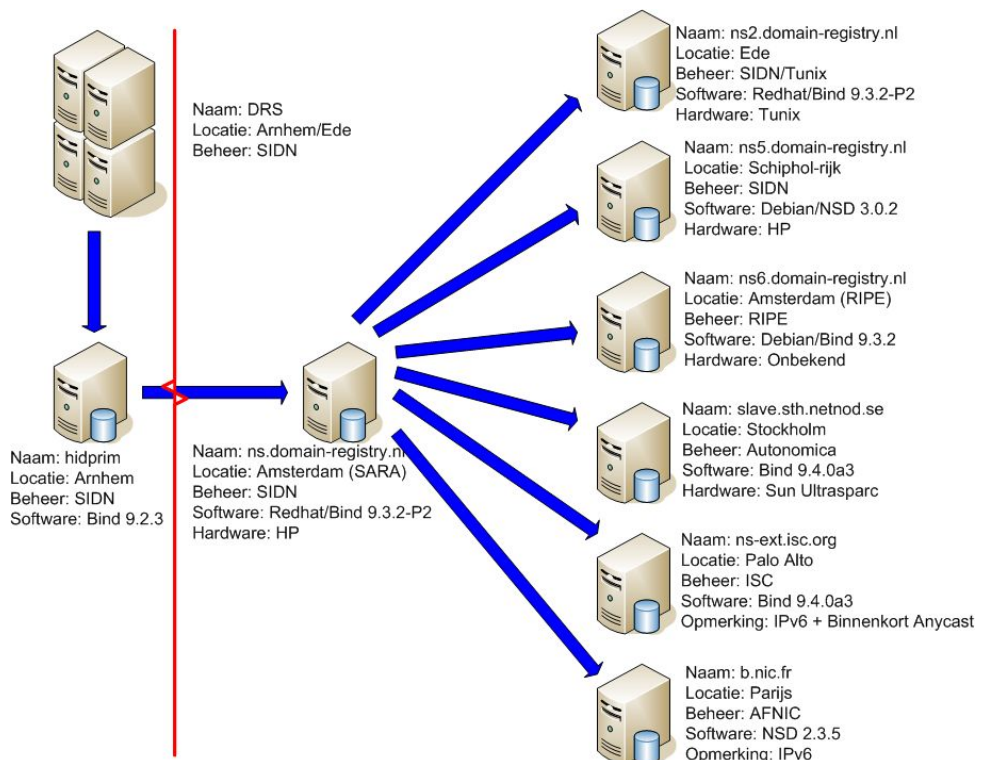 Naam: DRS
Locatie: Arnhem/Ede
Beheer: SIDN
Naam: hidprim
Locatie: Arnhem
Beheer: SIDN
Software: Bind 9.2.3
Naam: ns.domain-registry.nl
Locatie: Amsterdam (SARA)
Beheer: SIDN
Software: Redhat/Bind 9.3.2-P2
Hardware: HP
Naam: ns2.domain-registry.nl
Locatie: Ede
Beheer: SIDN/Tunix
Software: Redhat/Bind 9.3.2-P2
Hardware: Tunix
Naam: ns5.domain-registry.nl
Locatie: Schiphol-rijk
Beheer: SIDN
Software: Debian/NSD 3.0.2
Hardware: HP
Naam: ns6.domain-registry.nl
Locatie: Amsterdam (RIPE)
Beheer: RIPE
Software: Debian/Bind 9.3.2
Hardware: Onbekend
Naam: slave.sth.netnod.se
Locatie: Stockholm
Beheer: Autonomica
Software: Bind 9.4.0a3
Hardware: Sun Ultrasparc
Naam: ns-ext.isc.org
Locatie: Palo Alto
Beheer: ISC
Software: Bind 9.4.0a3
Opmerking: IPv6 + Binnenkort Anycast
Naam: b.nic.fr
Locatie: Parijs
Beheer: AFNIC
Software: NSD 2.3.5
Opmerking: IPv6